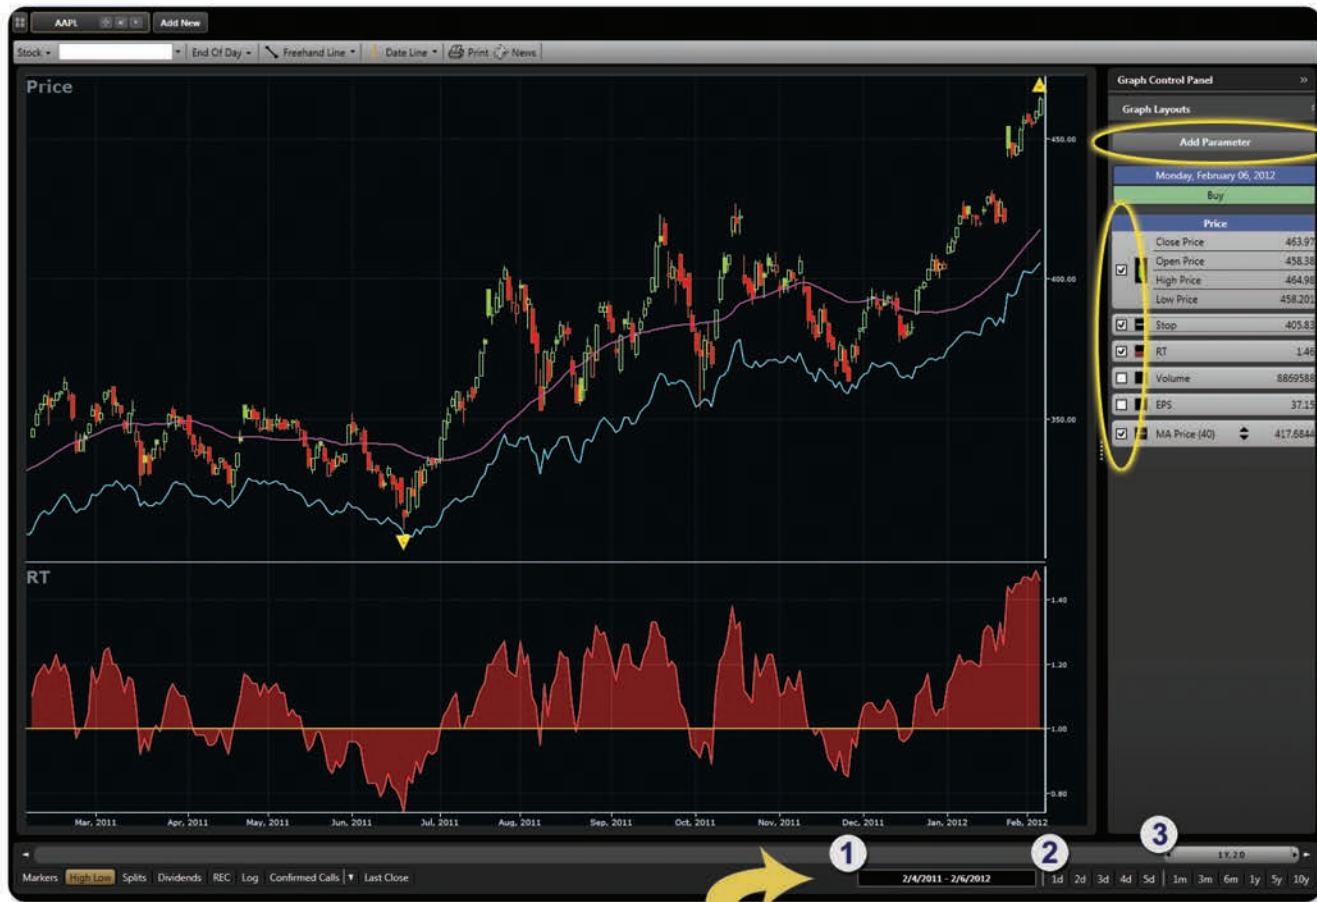 AAPL Add New
Stock End Of Day Freehand Line Date Line Print News
Price
450.00
400.00
350.00
RT
1.40
1.20
1.00
0.80
Mar, 2011 Apr, 2011 May, 2011 Jun, 2011 Jul, 2011 Aug, 2011 Sep, 2011 Oct, 2011 Nov, 2011 Dec, 2011 Jan, 2012 Feb, 2012
Graph Control Panel »
Graph Layouts
Add Parameter
Monday, February 06, 2012
Buy
Price
Close Price 463.97
Open Price 458.38
High Price 464.98
Low Price 458.201
Stop 405.83
RT 1.46
Volume 8869588
EPS 37.15
MA Price (40) 417.6844
1 2 3
1Y, 2D
Markers High Low Splits Dividends REC Log Confirmed Calls Last Close 2/4/2011 - 2/6/2012 1d 2d 3d 4d 5d 1m 3m 6m 1y 5y 10y